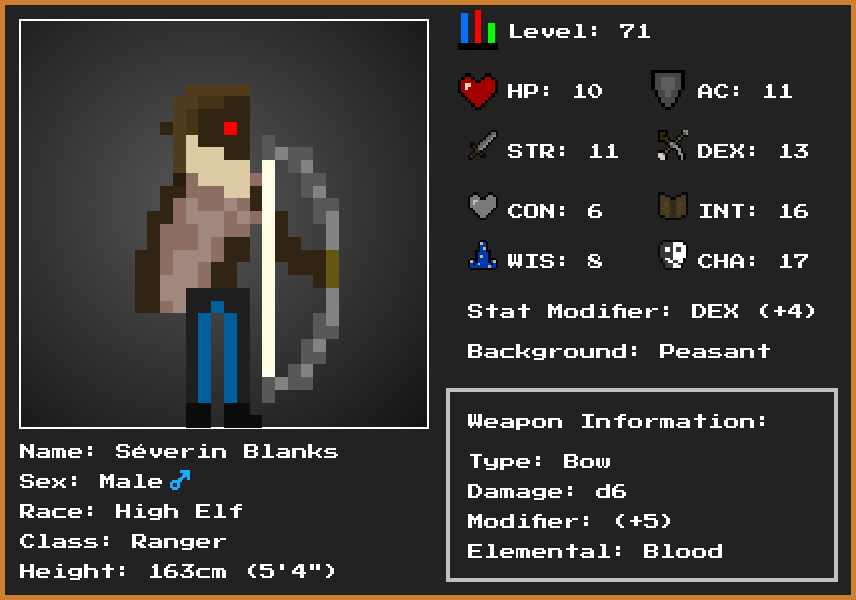 Level: 71
HP: 10 AC: 11
STR: 11 DEX: 13
CON: 6 INT: 16
WIS: 8 CHA: 17
Stat Modifier: DEX (+4)
Background: Peasant
Weapon Information:
Type: Bow
Damage: d6
Modifier: (+5)
Elemental: Blood
Name: Séverin Blanks
Sex: Male ♂
Race: High Elf
Class: Ranger
Height: 163cm (5'4")